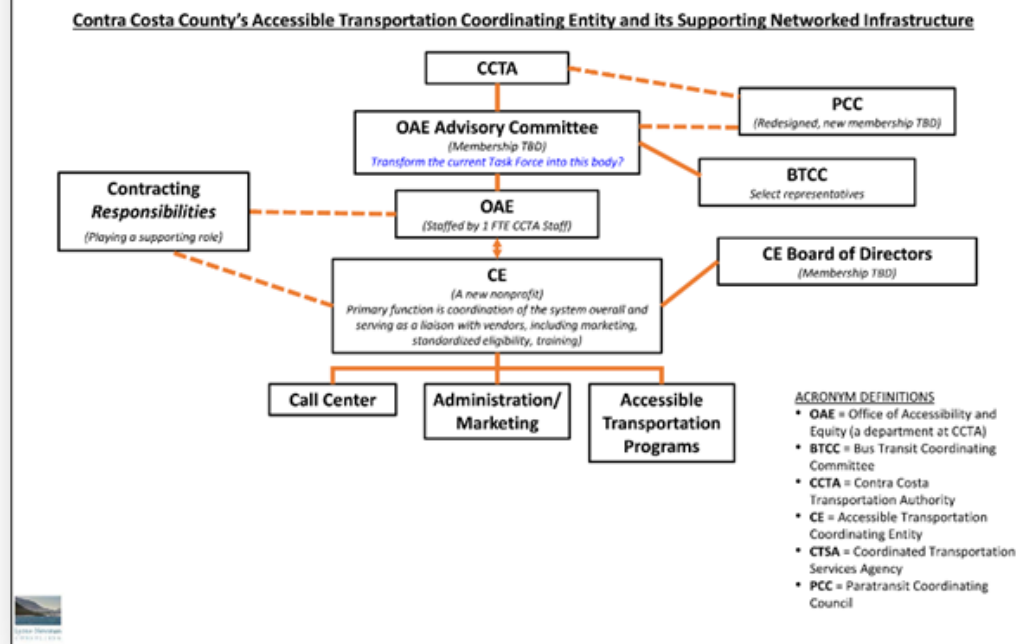 Contra Costa County's Accessible Transportation Coordinating Entity and its Supporting Networked Infrastructure
CCTA
PCC
(Redesigned, new membership TBD)
OAE Advisory Committee
(Membership TBD)
Transform the current Task Force into this body?
BTCC
Select representatives
Contracting
Responsibilities
(Playing a supporting role)
OAE
(Staffed by 1 FTE CCTA Staff)
CE Board of Directors
(Membership TBD)
CE
(A new nonprofit)
Primary function is coordination of the system overall and
serving as a liaison with vendors, including marketing,
standardized eligibility, training)
Call Center
Administration/
Marketing
Accessible
Transportation
Programs
ACRONYM DEFINITIONS
• OAE = Office of Accessibility and
Equity (a department at CCTA)
• BTCC = Bus Transit Coordinating
Committee
• CCTA = Contra Costa
Transportation Authority
• CE = Accessible Transportation
Coordinating Entity
• CTSA = Coordinated Transportation
Services Agency
• PCC = Paratransit Coordinating
Council